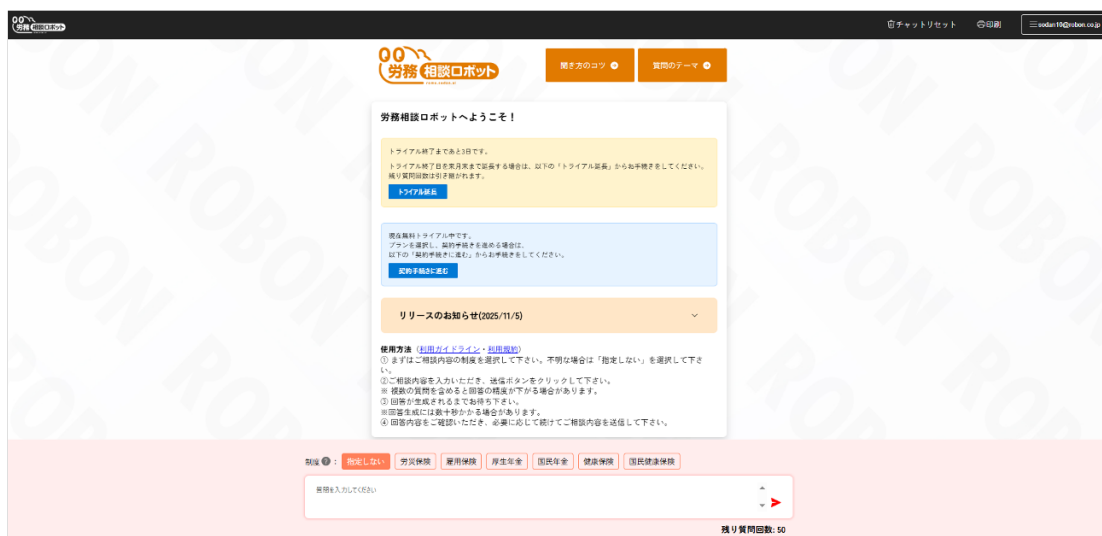 労務 相談ロボット
チャットリセット
印刷
sodan10@robon.co.jp
労務 相談ロボット
聞き方のコツ
質問のテーマ
労務相談ロボットへようこそ！
トライアル終了まであと3日です。
トライアル終了日を来月末まで延長する場合は、以下の「トライアル延長」からお手続きをしてください。
残り質問回数は引き継がれます。
トライアル延長
現在無料トライアル中です。
プランを選択し、契約手続きを進める場合は、
以下の「契約手続きに進む」からお手続きをしてください。
契約手続きに進む
リリースのお知らせ(2025/11/5)
使用方法（利用ガイドライン・利用規約）
① まずはご相談内容の制度を選択して下さい。不明な場合は「指定しない」を選択して下さ
い。
②ご相談内容を入力いただき、送信ボタンをクリックして下さい。
※ 複数の質問を含めると回答の精度が下がる場合があります。
③ 回答が生成されるまでお待ち下さい。
※回答生成には数十秒かかる場合があります。
④ 回答内容をご確認いただき、必要に応じて続けてご相談内容を送信して下さい。
制度 ? ： 指定しない 労災保険 雇用保険 厚生年金 国民年金 健康保険 国民健康保険
質問を入力してください
残り質問回数: 50
ROBON